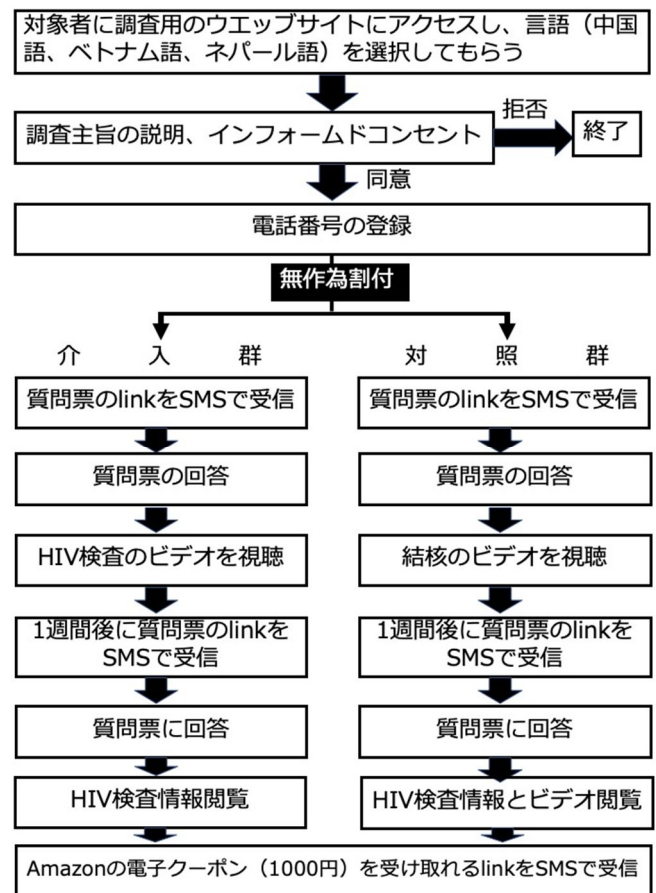 対象者に調査用のウエッブサイトにアクセスし、言語（中国
語、ベトナム語、ネパール語）を選択してもらう
調査主旨の説明、インフォームドコンセント
拒否
終了
同意
電話番号の登録
無作為割付
介 入 群
対 照 群
質問票のlinkをSMSで受信
質問票のlinkをSMSで受信
質問票の回答
質問票の回答
HIV検査のビデオを視聴
結核のビデオを視聴
1週間後に質問票のlinkを
SMSで受信
1週間後に質問票のlinkを
SMSで受信
質問票に回答
質問票に回答
HIV検査情報閲覧
HIV検査情報とビデオ閲覧
Amazonの電子クーポン（1000円）を受け取れるlinkをSMSで受信